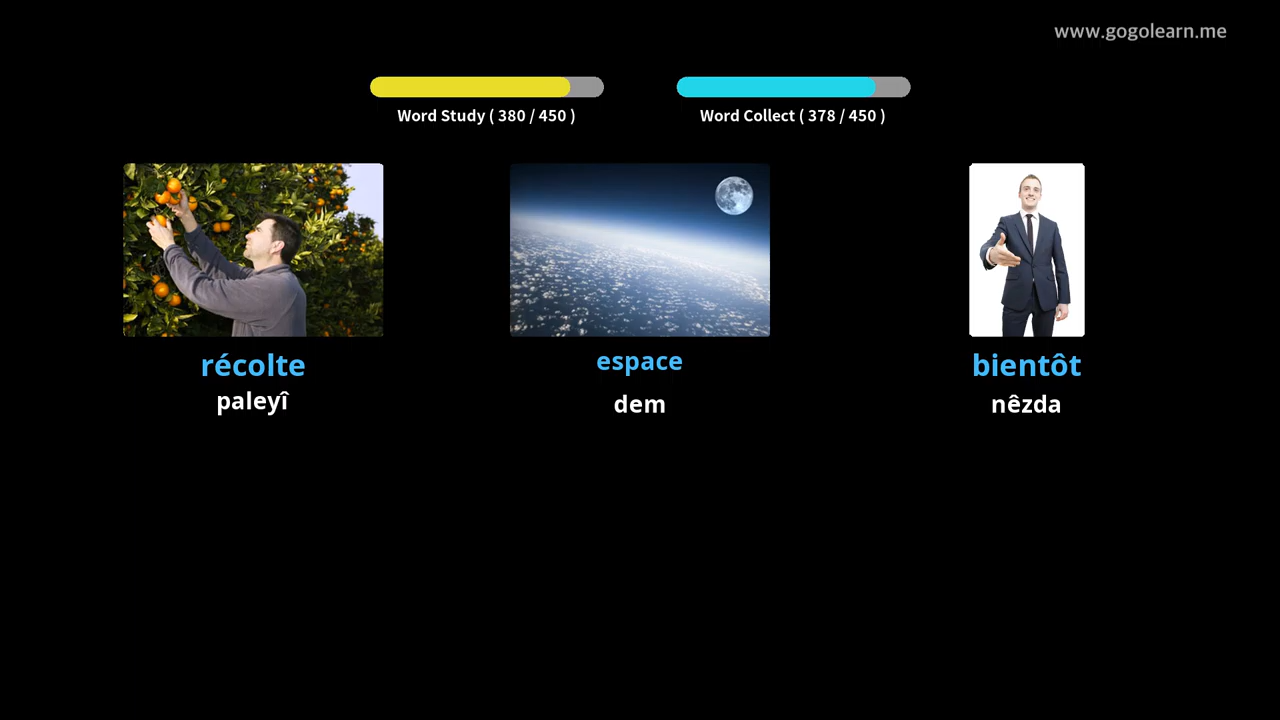 www.gogolearn.me
Word Study ( 380 / 450 )
Word Collect ( 378 / 450 )
récolte
paleyî
espace
dem
bientôt
nêzda